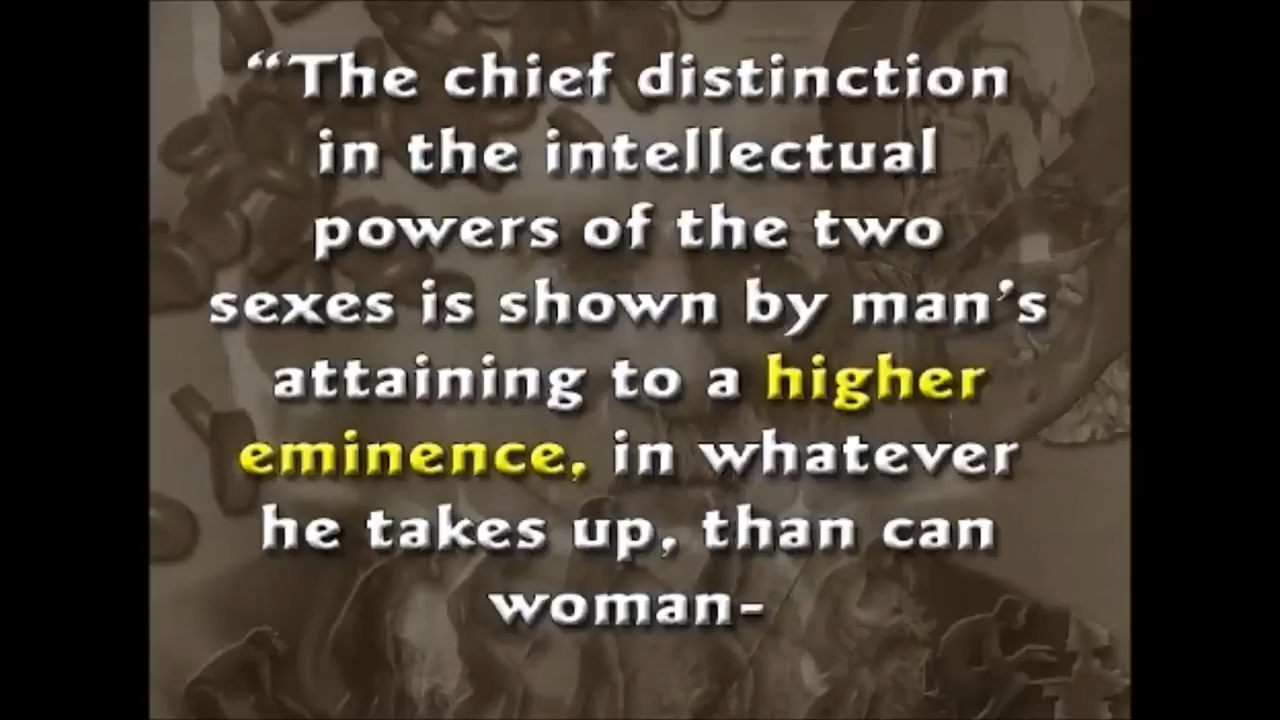 “The chief distinction
in the intellectual
powers of the two
sexes is shown by man’s
attaining to a higher
eminence, in whatever
he takes up, than can
woman-